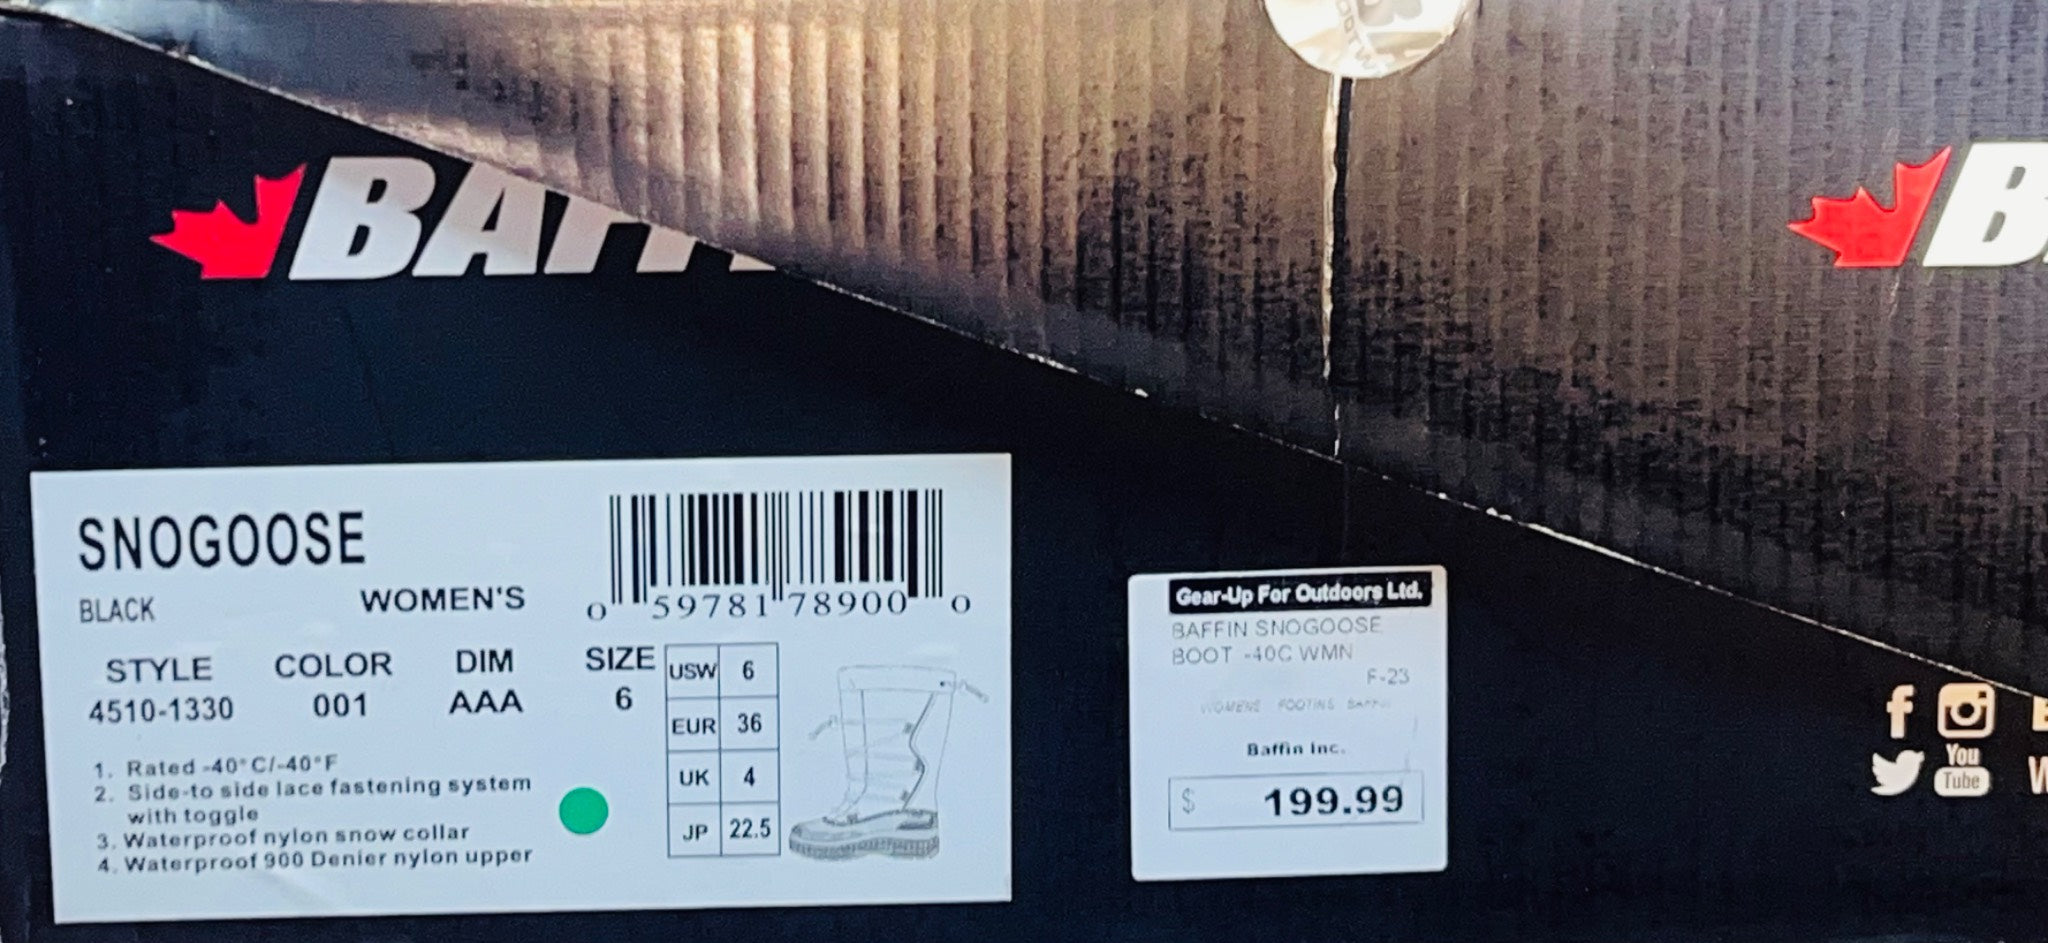 BAFFIN
B
SNOGOOSE
BLACK
WOMEN'S
0 59781 78900 0
STYLE COLOR DIM SIZE
4510-1330 001 AAA 6
USW 6
EUR 36
UK 4
JP 22.5
1. Rated -40°C/-40°F
2. Side-to side lace fastening system
with toggle
3. Waterproof nylon snow collar
4. Waterproof 900 Denier nylon upper
Gear-Up For Outdoors Ltd.
BAFFIN SNOGOOSE
BOOT -40C WMN
F-23
WOMENS FOOTING
Baffin Inc.
$ 199.99
f
You
Tube